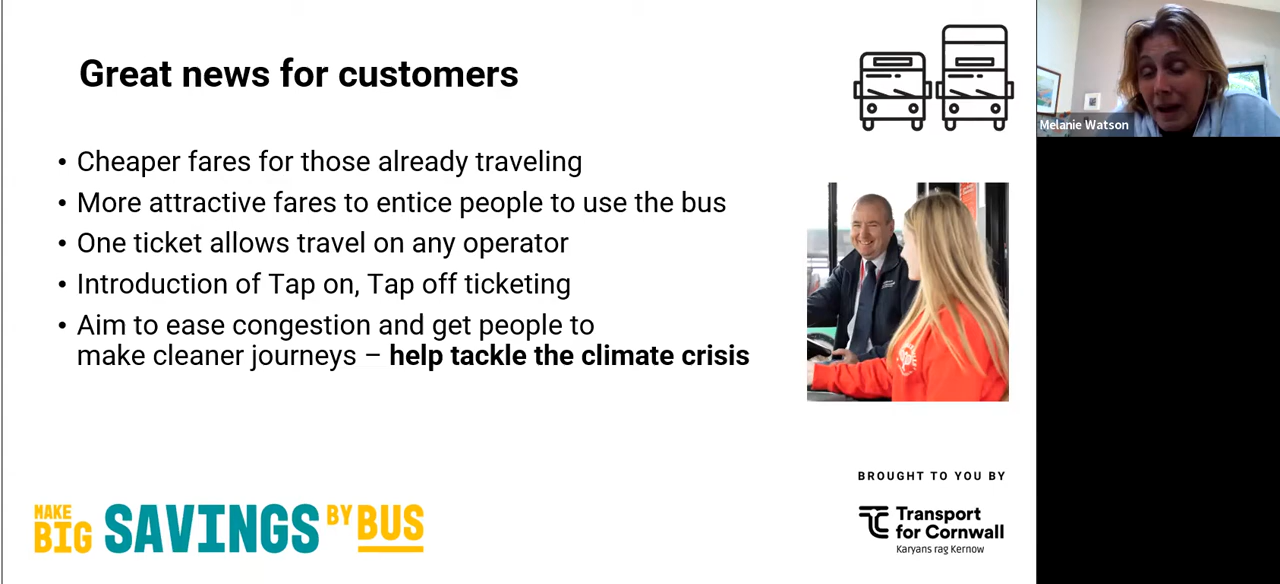 Great news for customers
• Cheaper fares for those already traveling
• More attractive fares to entice people to use the bus
• One ticket allows travel on any operator
• Introduction of Tap on, Tap off ticketing
• Aim to ease congestion and get people to
make cleaner journeys – help tackle the climate crisis
MAKE BIG SAVINGS BY BUS
BROUGHT TO YOU BY
Transport
for Cornwall
Karyans rag Kernow
Melanie Watson